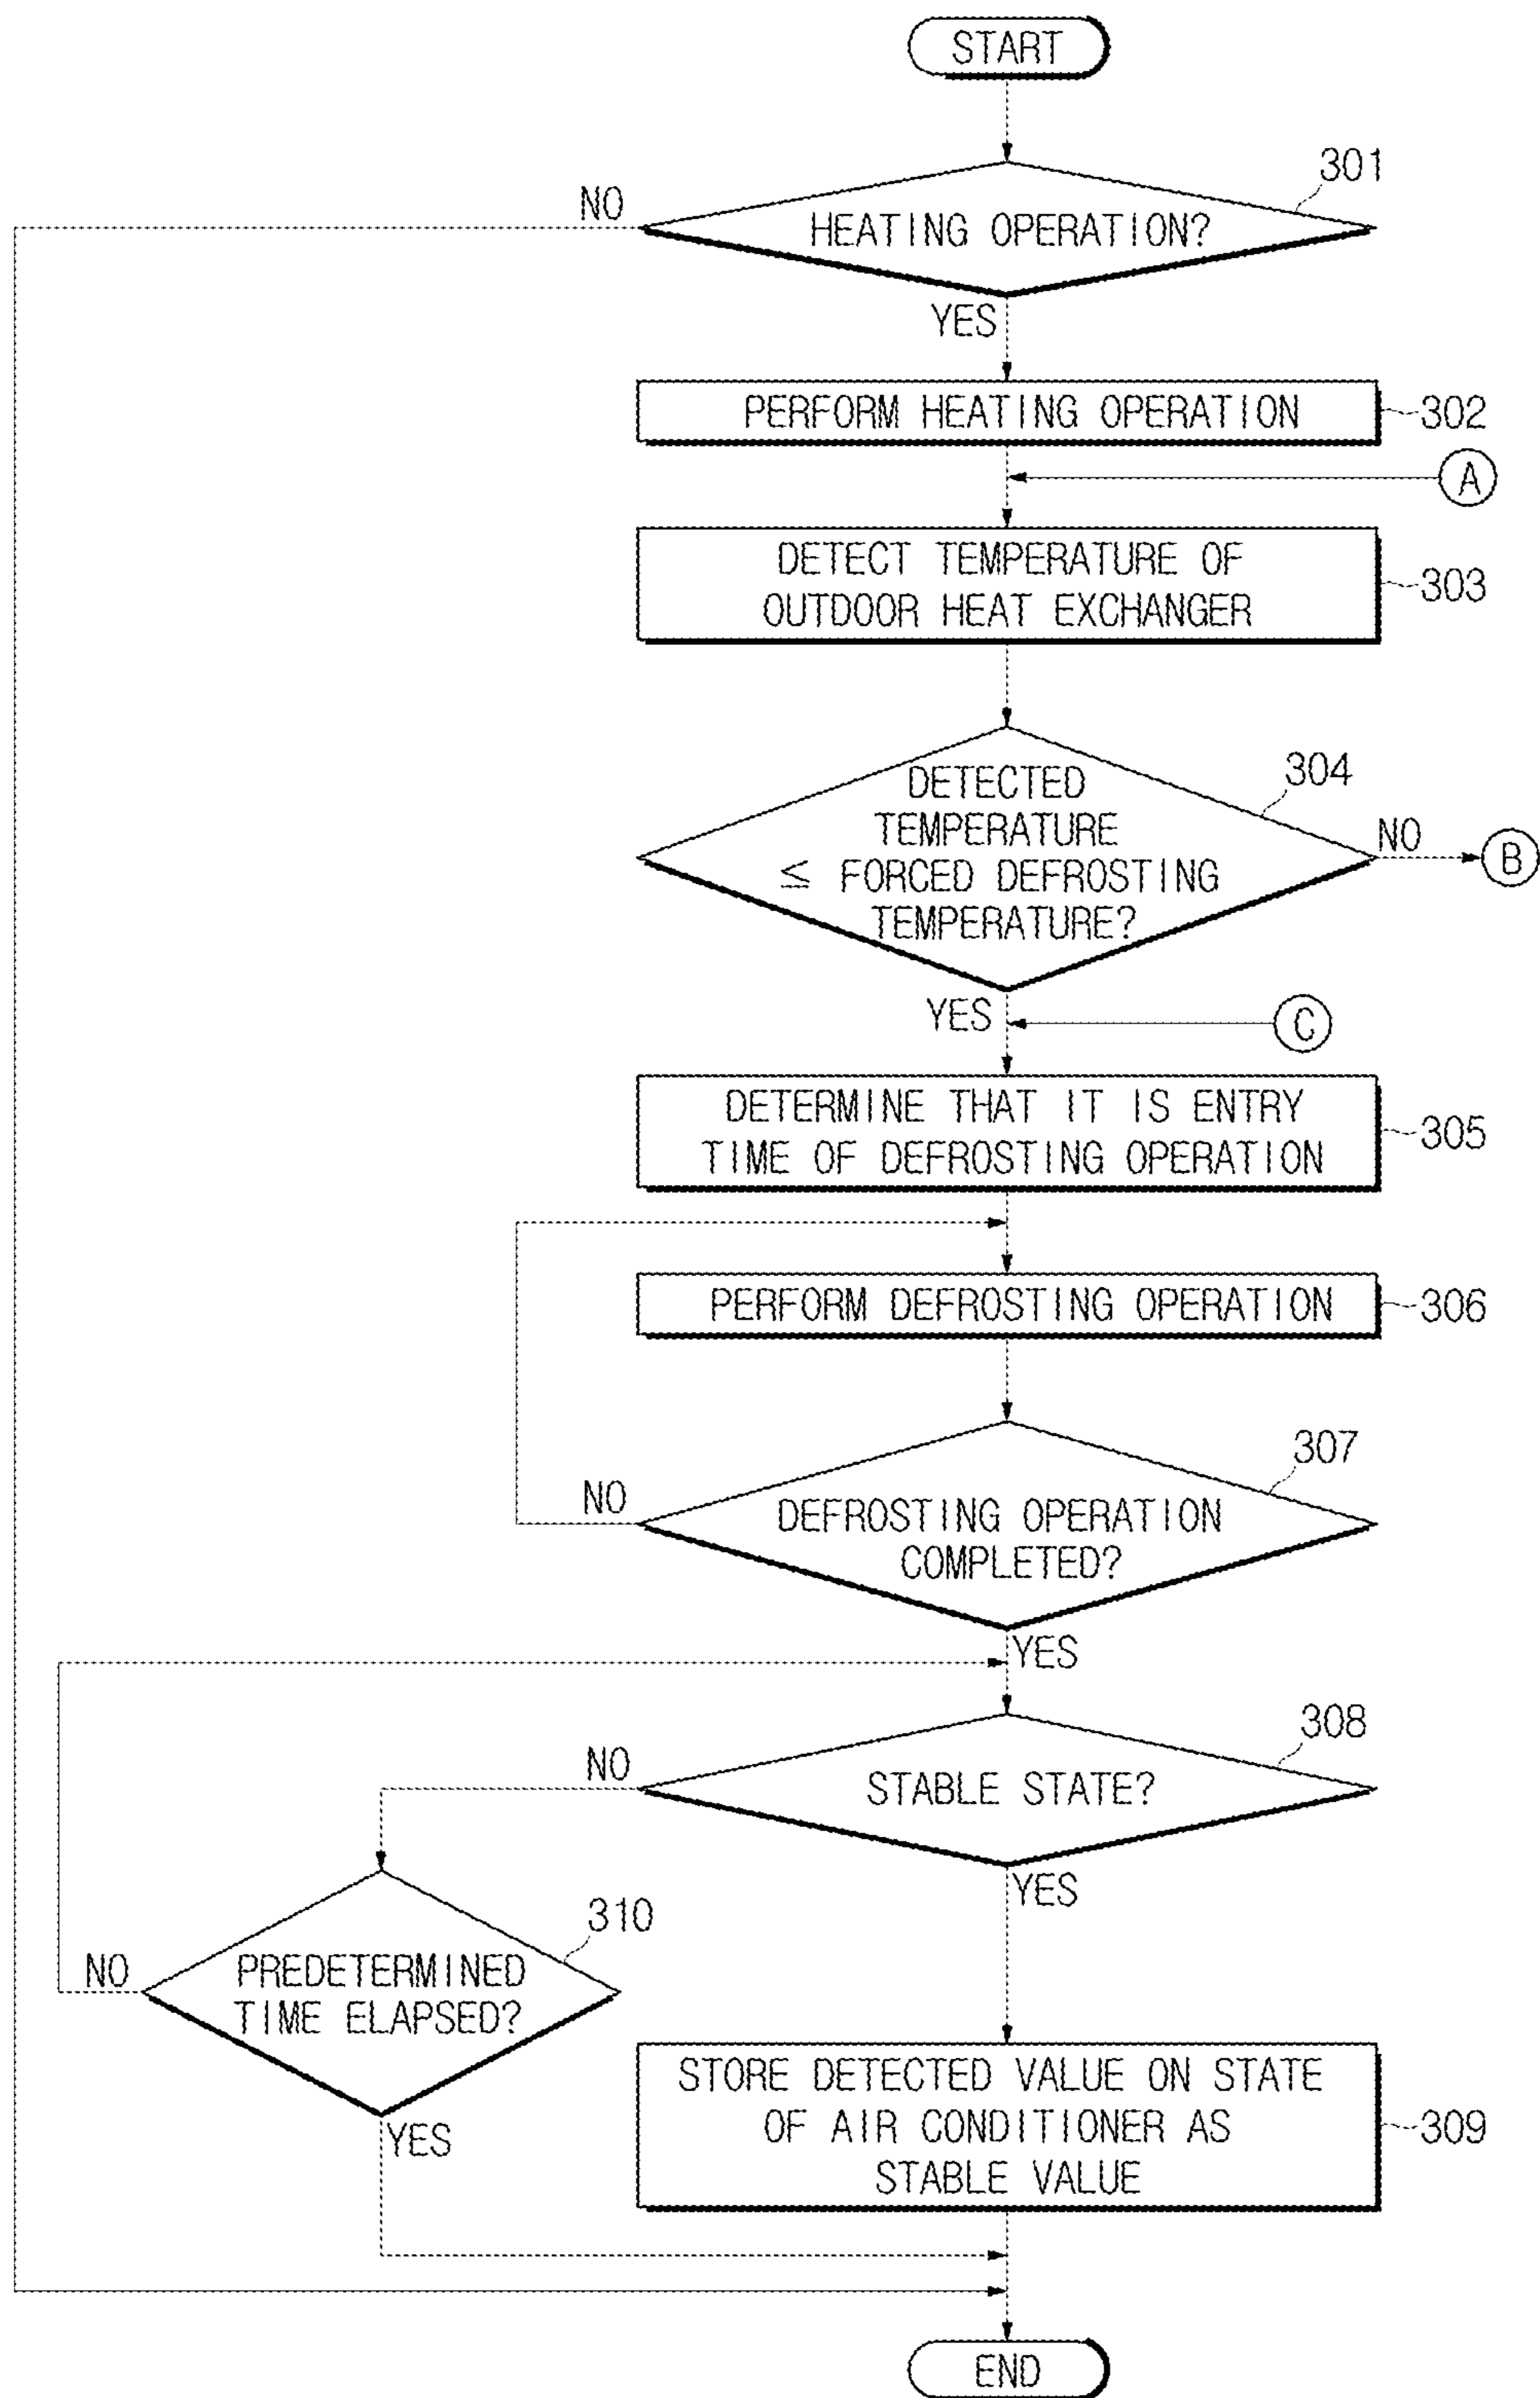 START
301
NO
HEATING OPERATION?
YES
PERFORM HEATING OPERATION
302
A
DETECT TEMPERATURE OF
OUTDOOR HEAT EXCHANGER
303
304
DETECTED
TEMPERATURE
≤ FORCED DEFROSTING
TEMPERATURE?
NO
B
YES
C
DETERMINE THAT IT IS ENTRY
TIME OF DEFROSTING OPERATION
305
PERFORM DEFROSTING OPERATION
306
307
NO
DEFROSTING OPERATION
COMPLETED?
YES
308
NO
STABLE STATE?
YES
310
NO
PREDETERMINED
TIME ELAPSED?
YES
STORE DETECTED VALUE ON STATE
OF AIR CONDITIONER AS
STABLE VALUE
309
END